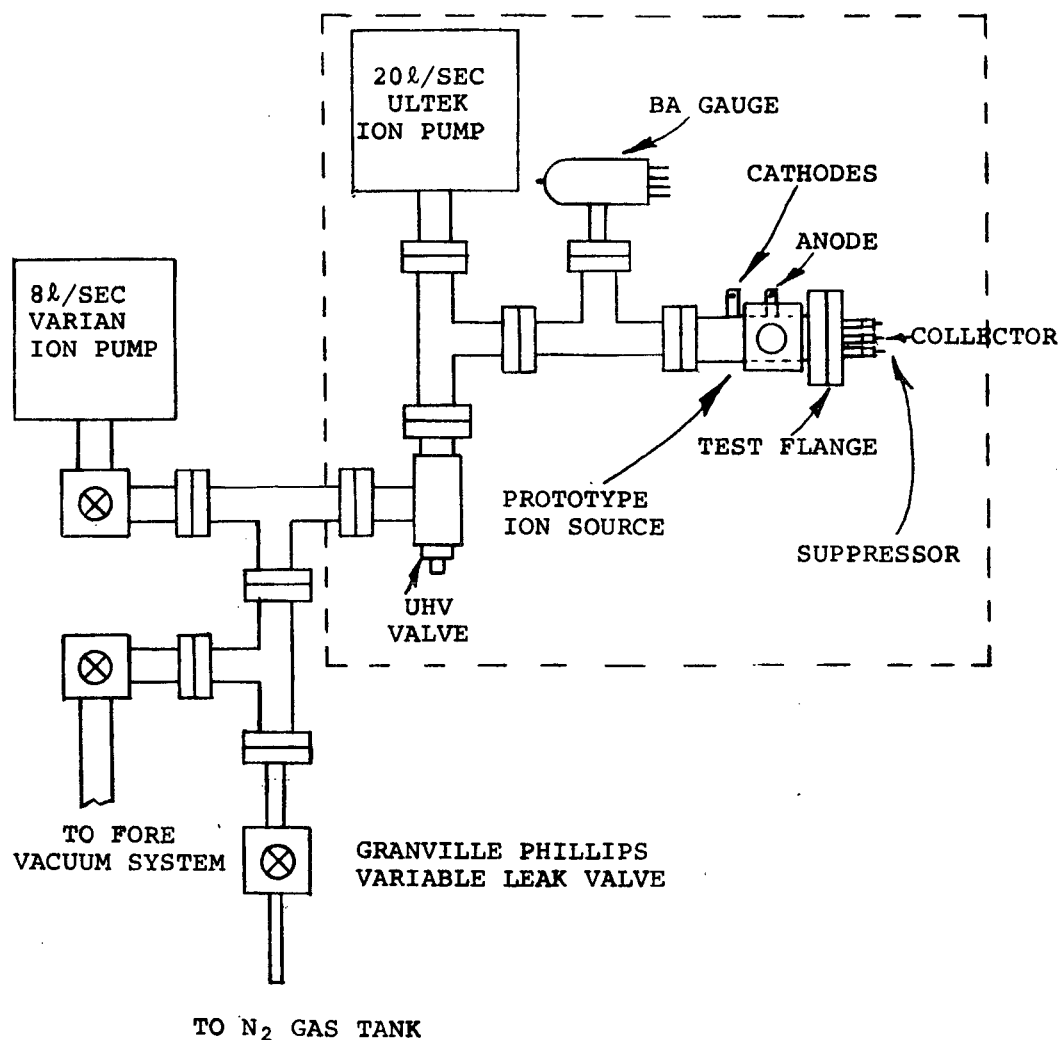 20ℓ/SEC
ULTEK
ION PUMP
BA GAUGE
CATHODES
ANODE
COLLECTOR
TEST FLANGE
PROTOTYPE
ION SOURCE
SUPPRESSOR
8ℓ/SEC
VARIAN
ION PUMP
UHV
VALVE
TO FORE
VACUUM SYSTEM
GRANVILLE PHILLIPS
VARIABLE LEAK VALVE
TO N₂ GAS TANK